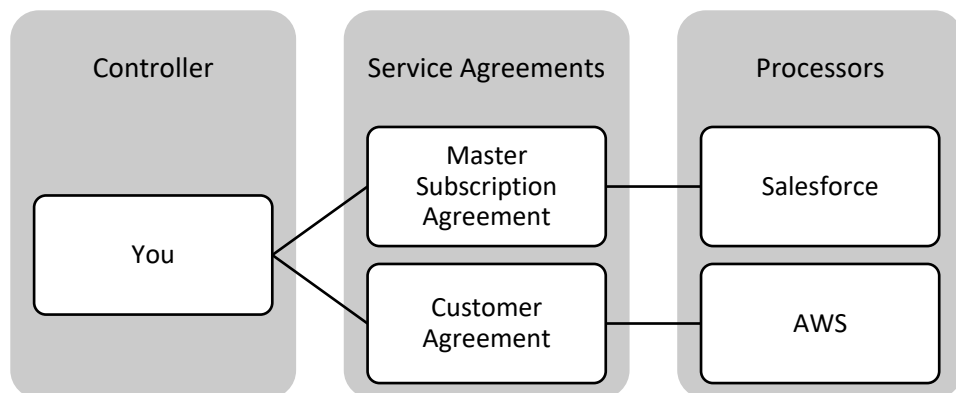 Controller
Service Agreements
Processors
You
Master
Subscription
Agreement
Salesforce
Customer
Agreement
AWS